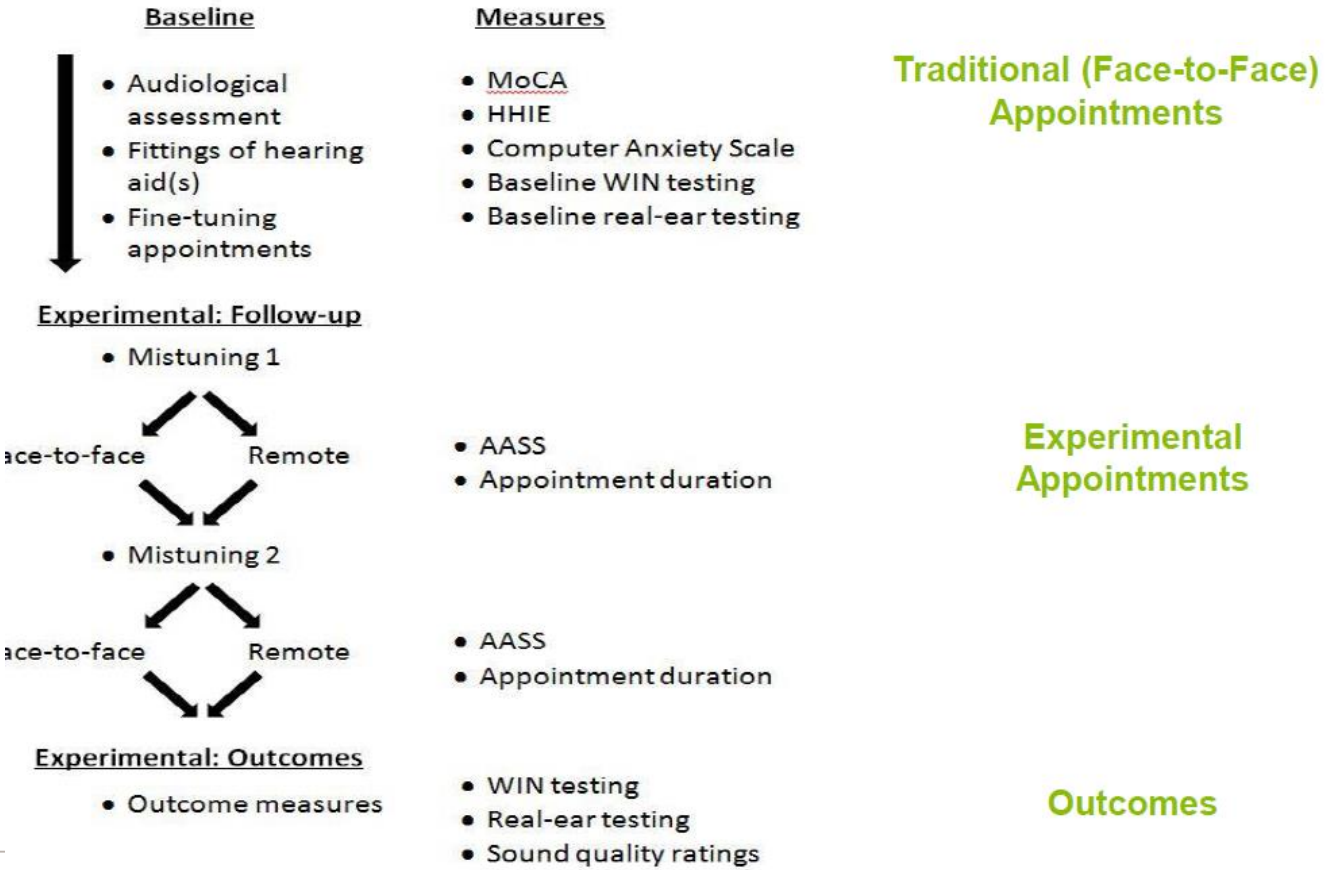 Baseline
Measures
Traditional (Face-to-Face)
Appointments
• Audiological
assessment
• Fittings of hearing
aid(s)
• Fine-tuning
appointments
• MoCA
• HHIE
• Computer Anxiety Scale
• Baseline WIN testing
• Baseline real-ear testing
Experimental: Follow-up
• Mistuning 1
ace-to-face
Remote
• AASS
• Appointment duration
Experimental
Appointments
• Mistuning 2
ace-to-face
Remote
• AASS
• Appointment duration
Experimental: Outcomes
• Outcome measures
• WIN testing
• Real-ear testing
• Sound quality ratings
Outcomes